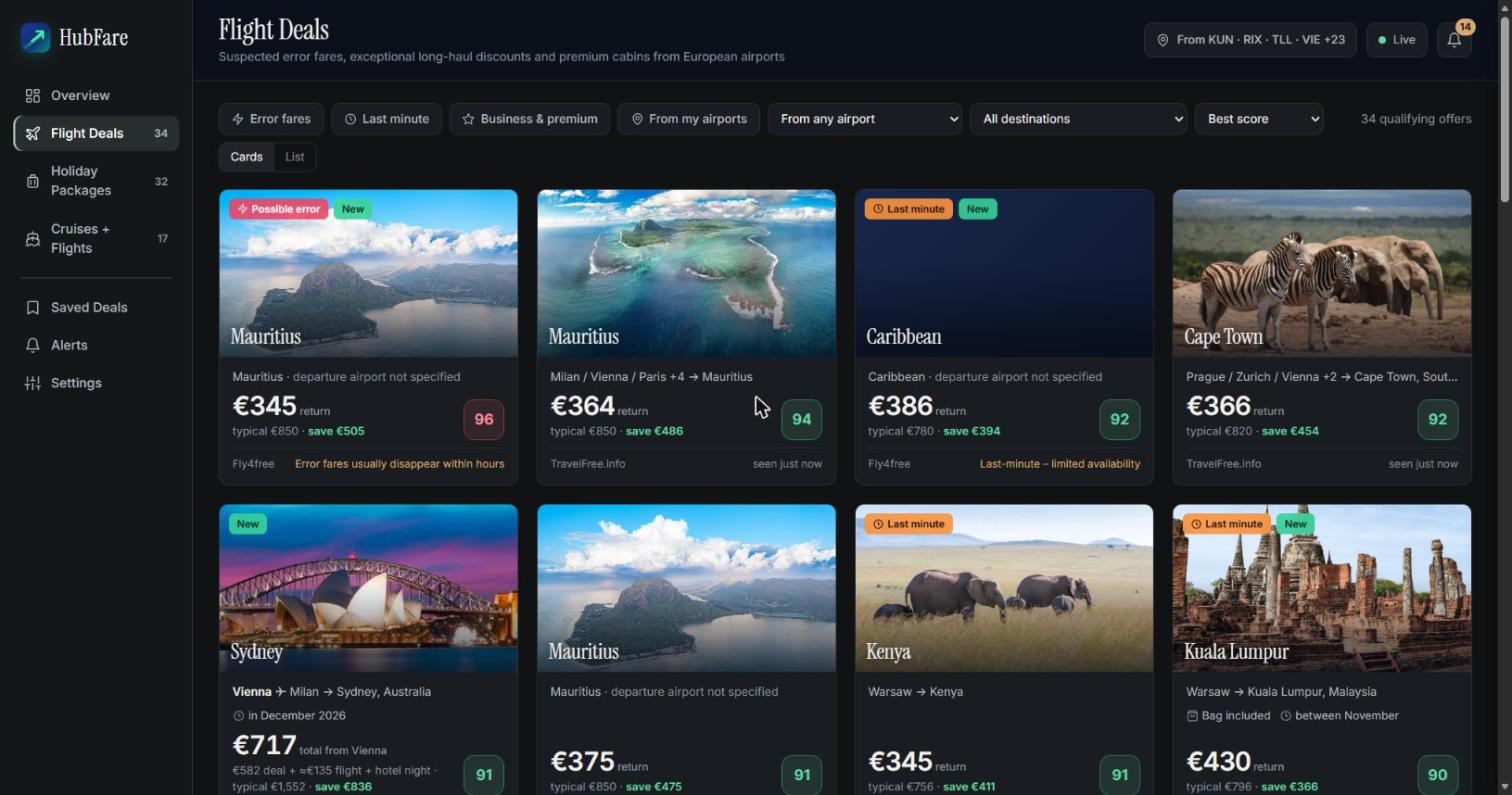 HubFare
Overview
Flight Deals 34
Holiday Packages 32
Cruises + Flights 17
Saved Deals
Alerts
Settings
Flight Deals
Suspected error fares, exceptional long-haul discounts and premium cabins from European airports
From KUN · RIX · TLL · VIE +23
Live
14
Error fares
Last minute
Business & premium
From my airports
From any airport
All destinations
Best score
34 qualifying offers
Cards
List
Possible error New
Mauritius
Mauritius · departure airport not specified
€345 return
typical €850 · save €505
96
Fly4free Error fares usually disappear within hours
Mauritius
Milan / Vienna / Paris +4 → Mauritius
€364 return
typical €850 · save €486
94
TravelFree.info seen just now
Last minute New
Caribbean
Caribbean · departure airport not specified
€386 return
typical €780 · save €394
92
Fly4free Last-minute – limited availability
Cape Town
Prague / Zurich / Vienna +2 → Cape Town, Sout...
€366 return
typical €820 · save €454
92
TravelFree.info seen just now
New
Sydney
Vienna ✈ Milan → Sydney, Australia
in December 2026
€717 total from Vienna
€582 deal + ≈€135 flight + hotel night ·
typical €1,552 · save €836
91
Mauritius
Mauritius · departure airport not specified
€375 return
typical €850 · save €475
91
Last minute
Kenya
Warsaw → Kenya
€345 return
typical €756 · save €411
91
Last minute New
Kuala Lumpur
Warsaw → Kuala Lumpur, Malaysia
Bag included between November
€430 return
typical €796 · save €366
90